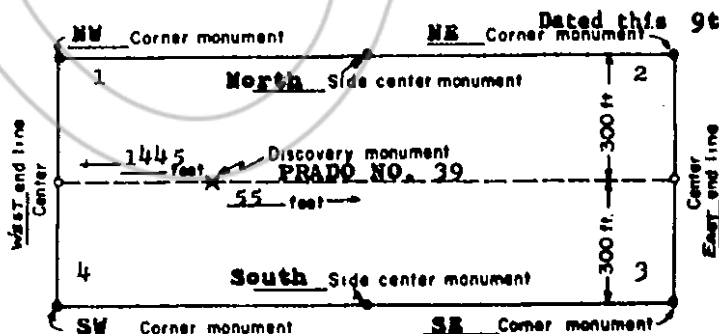 Dated this 9t
NW Corner monument NE Corner monument
1 North Side center monument 2
300 ft
1445 feet Discovery monument
PRADO NO. 39
55 feet
WEST end line
Center
Center
EAST end line
300 ft.
4 South Side center monument 3
SW Corner monument SE Corner monument